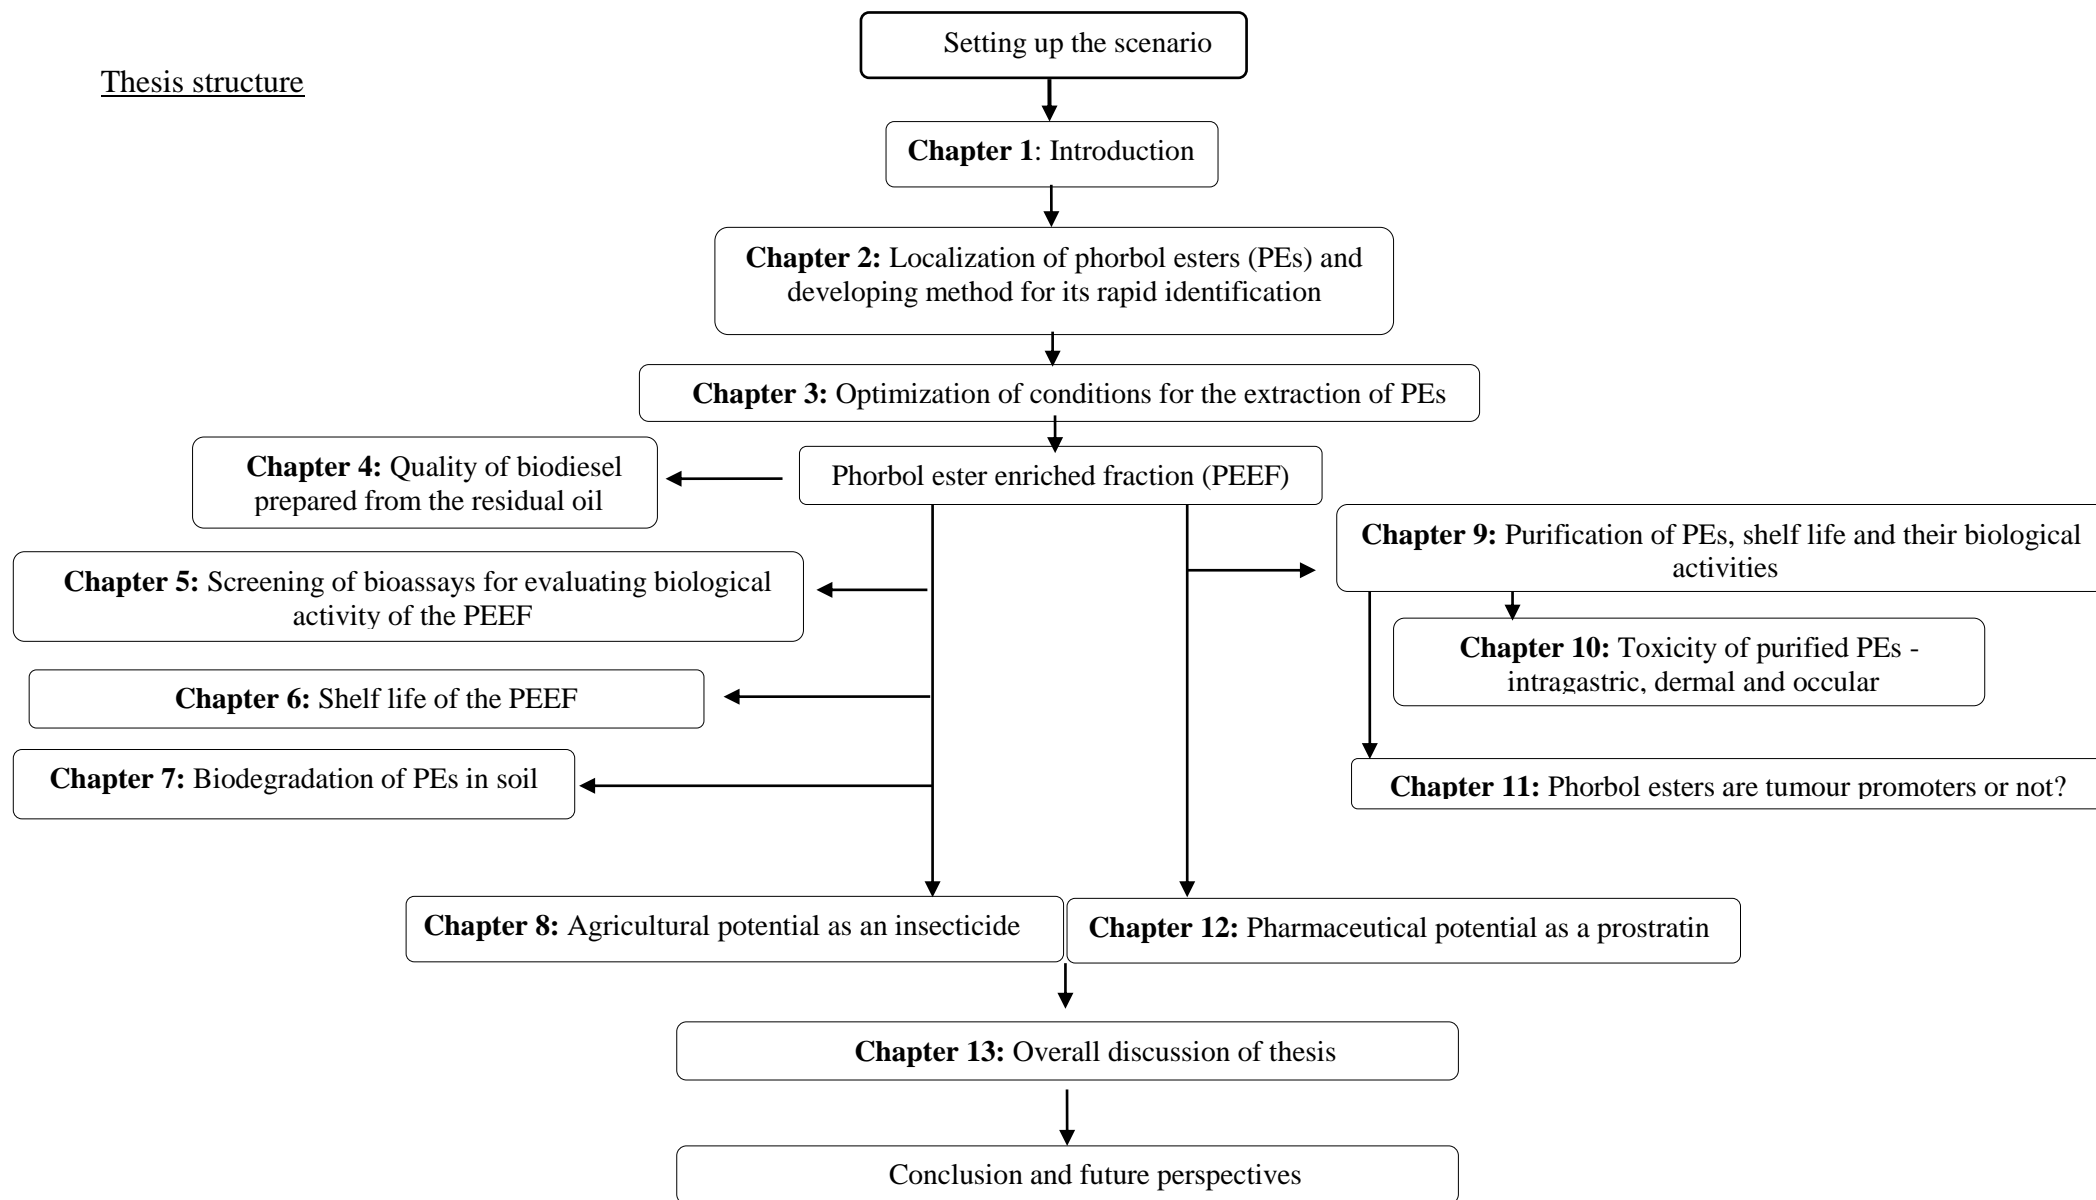 Setting up the scenario
Thesis structure
Chapter 1: Introduction
Chapter 2: Localization of phorbol esters (PEs) and
developing method for its rapid identification
Chapter 3: Optimization of conditions for the extraction of PEs
Phorbol ester enriched fraction (PEEF)
Chapter 4: Quality of biodiesel
prepared from the residual oil
Chapter 5: Screening of bioassays for evaluating biological
activity of the PEEF
Chapter 6: Shelf life of the PEEF
Chapter 7: Biodegradation of PEs in soil
Chapter 9: Purification of PEs, shelf life and their biological
activities
Chapter 10: Toxicity of purified PEs -
intragastric, dermal and occular
Chapter 11: Phorbol esters are tumour promoters or not?
Chapter 8: Agricultural potential as an insecticide
Chapter 12: Pharmaceutical potential as a prostratin
Chapter 13: Overall discussion of thesis
Conclusion and future perspectives